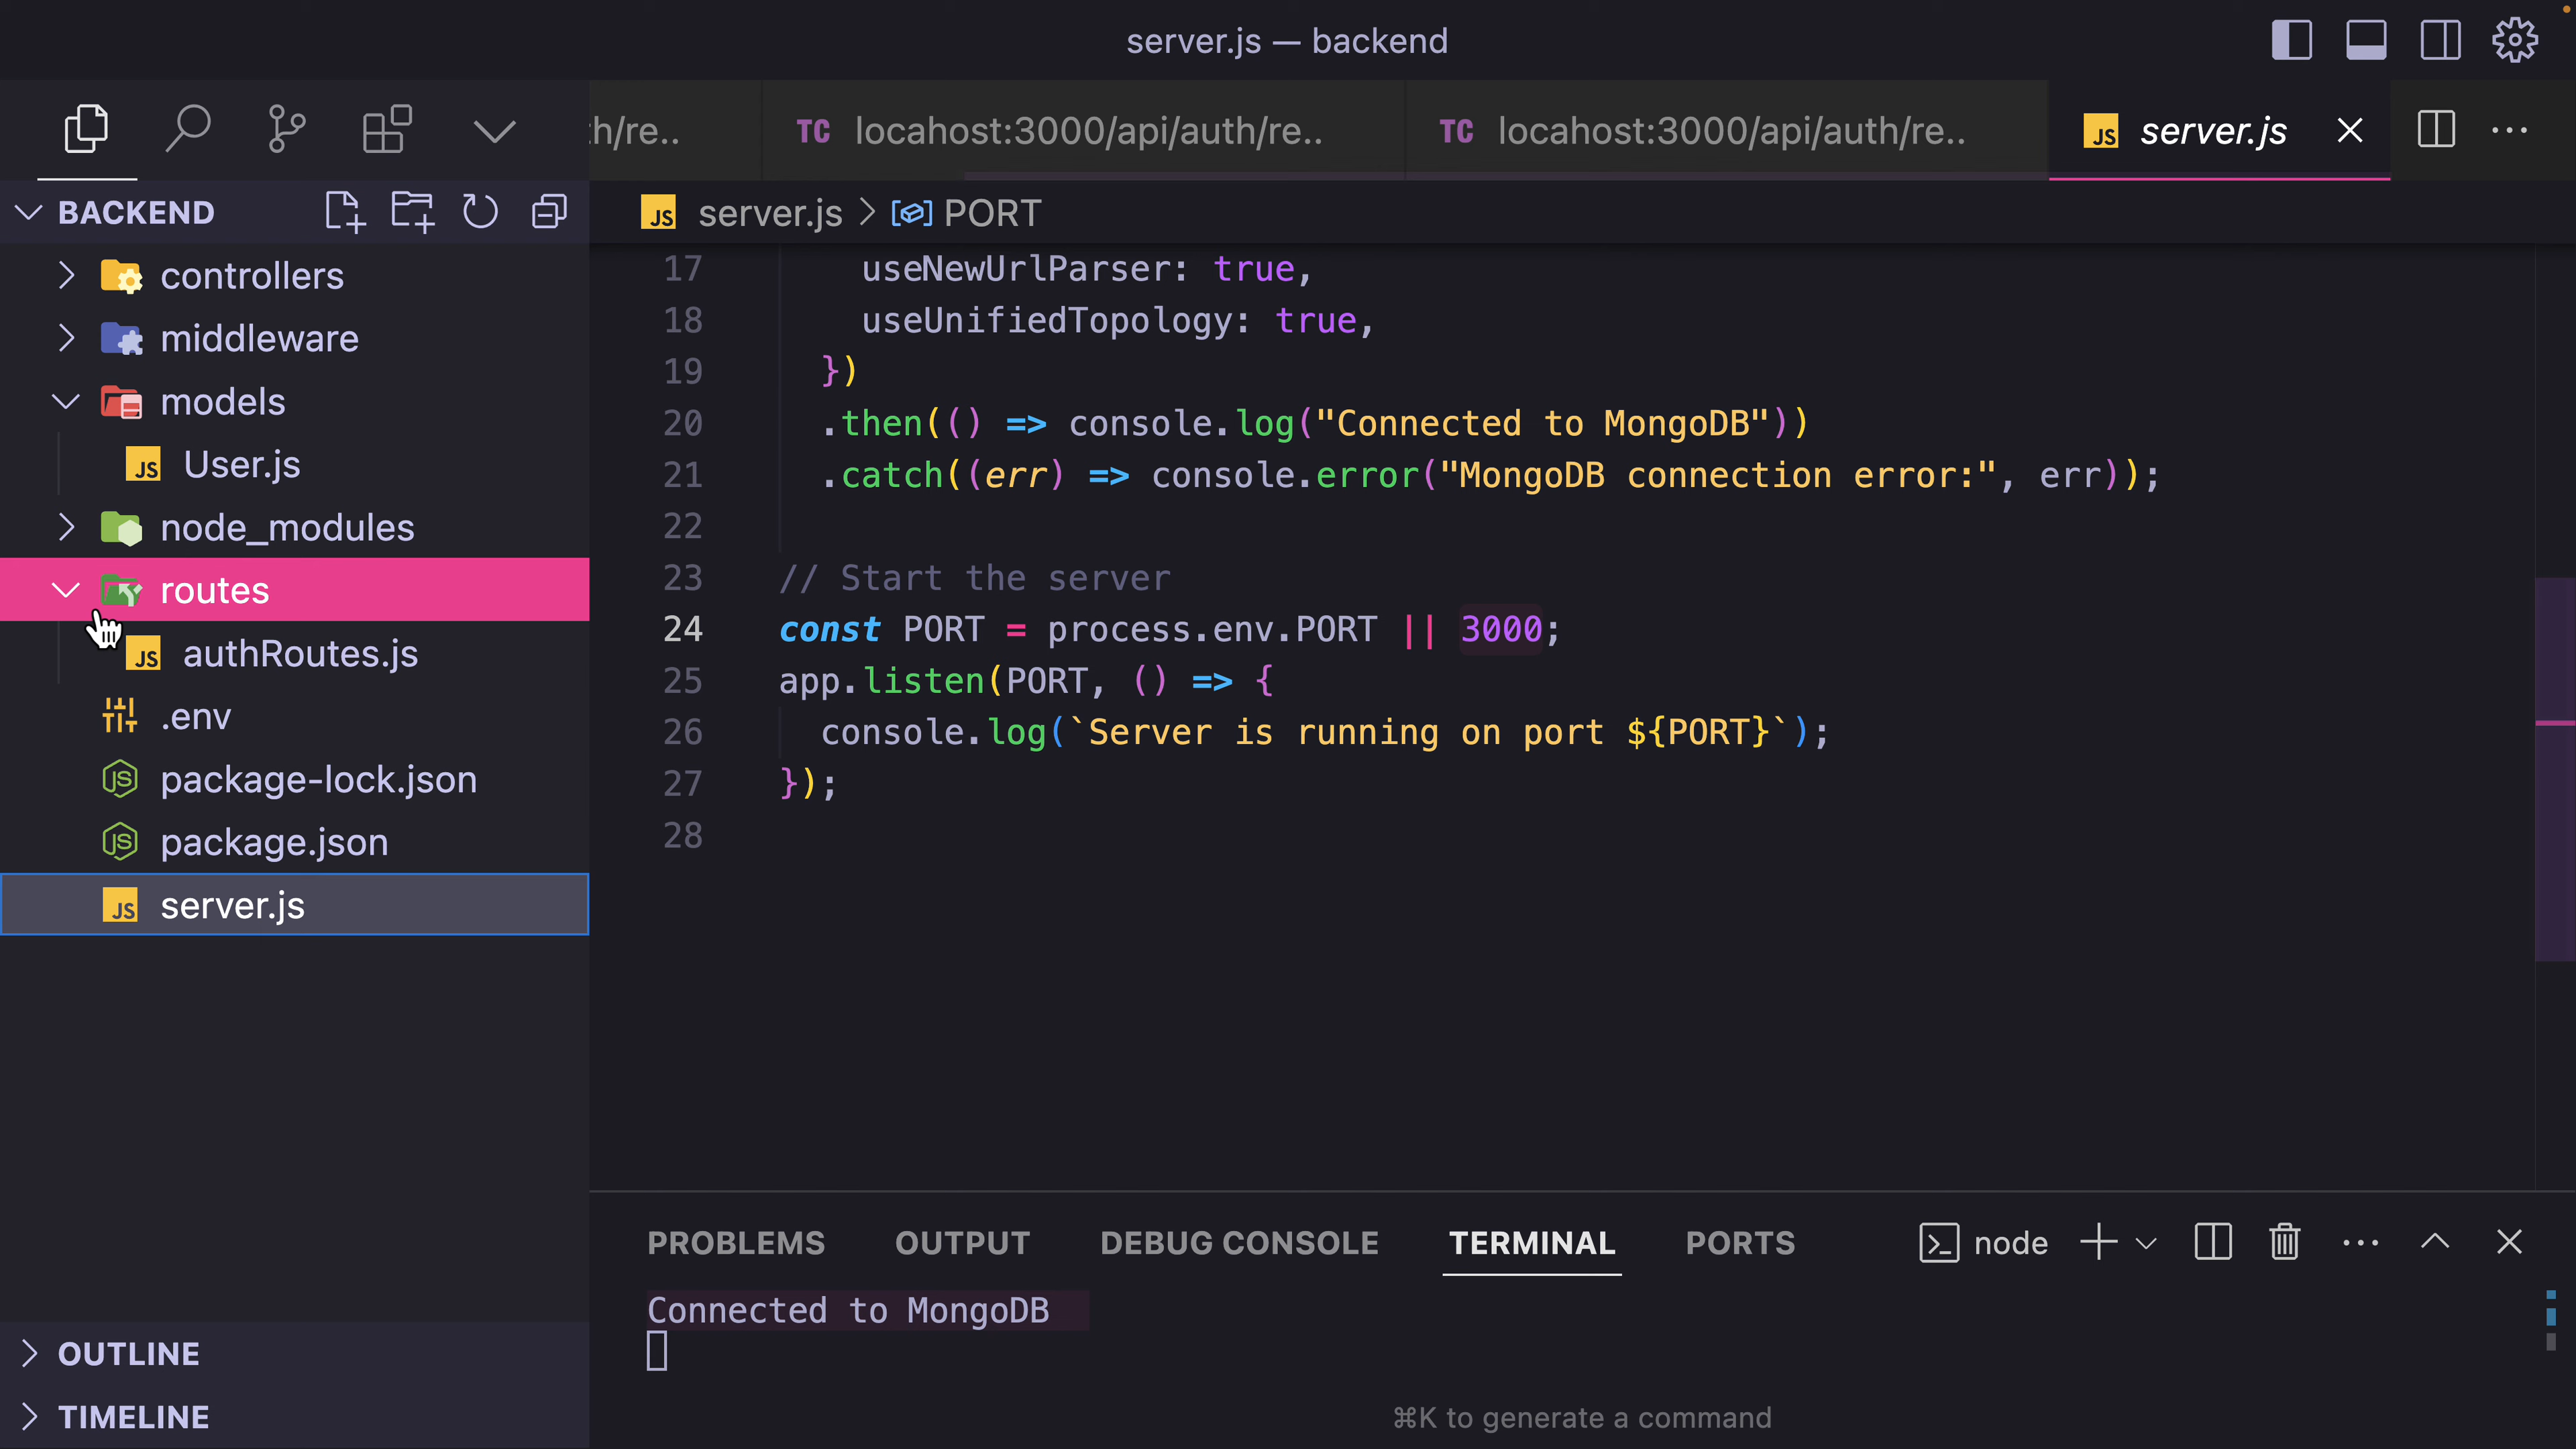 server.js — backend
th/re..
TC locahost:3000/api/auth/re..
TC locahost:3000/api/auth/re..
JS server.js
BACKEND
JS server.js > PORT
controllers
middleware
models
JS User.js
node_modules
routes
JS authRoutes.js
.env
package-lock.json
package.json
JS server.js
17 useNewUrlParser: true,
18 useUnifiedTopology: true,
19 })
20 .then(() => console.log("Connected to MongoDB"))
21 .catch((err) => console.error("MongoDB connection error:", err));
22
23 // Start the server
24 const PORT = process.env.PORT || 3000;
25 app.listen(PORT, () => {
26 console.log(`Server is running on port ${PORT}`);
27 });
28
PROBLEMS OUTPUT DEBUG CONSOLE TERMINAL PORTS node
Connected to MongoDB
⌘K to generate a command
OUTLINE
TIMELINE